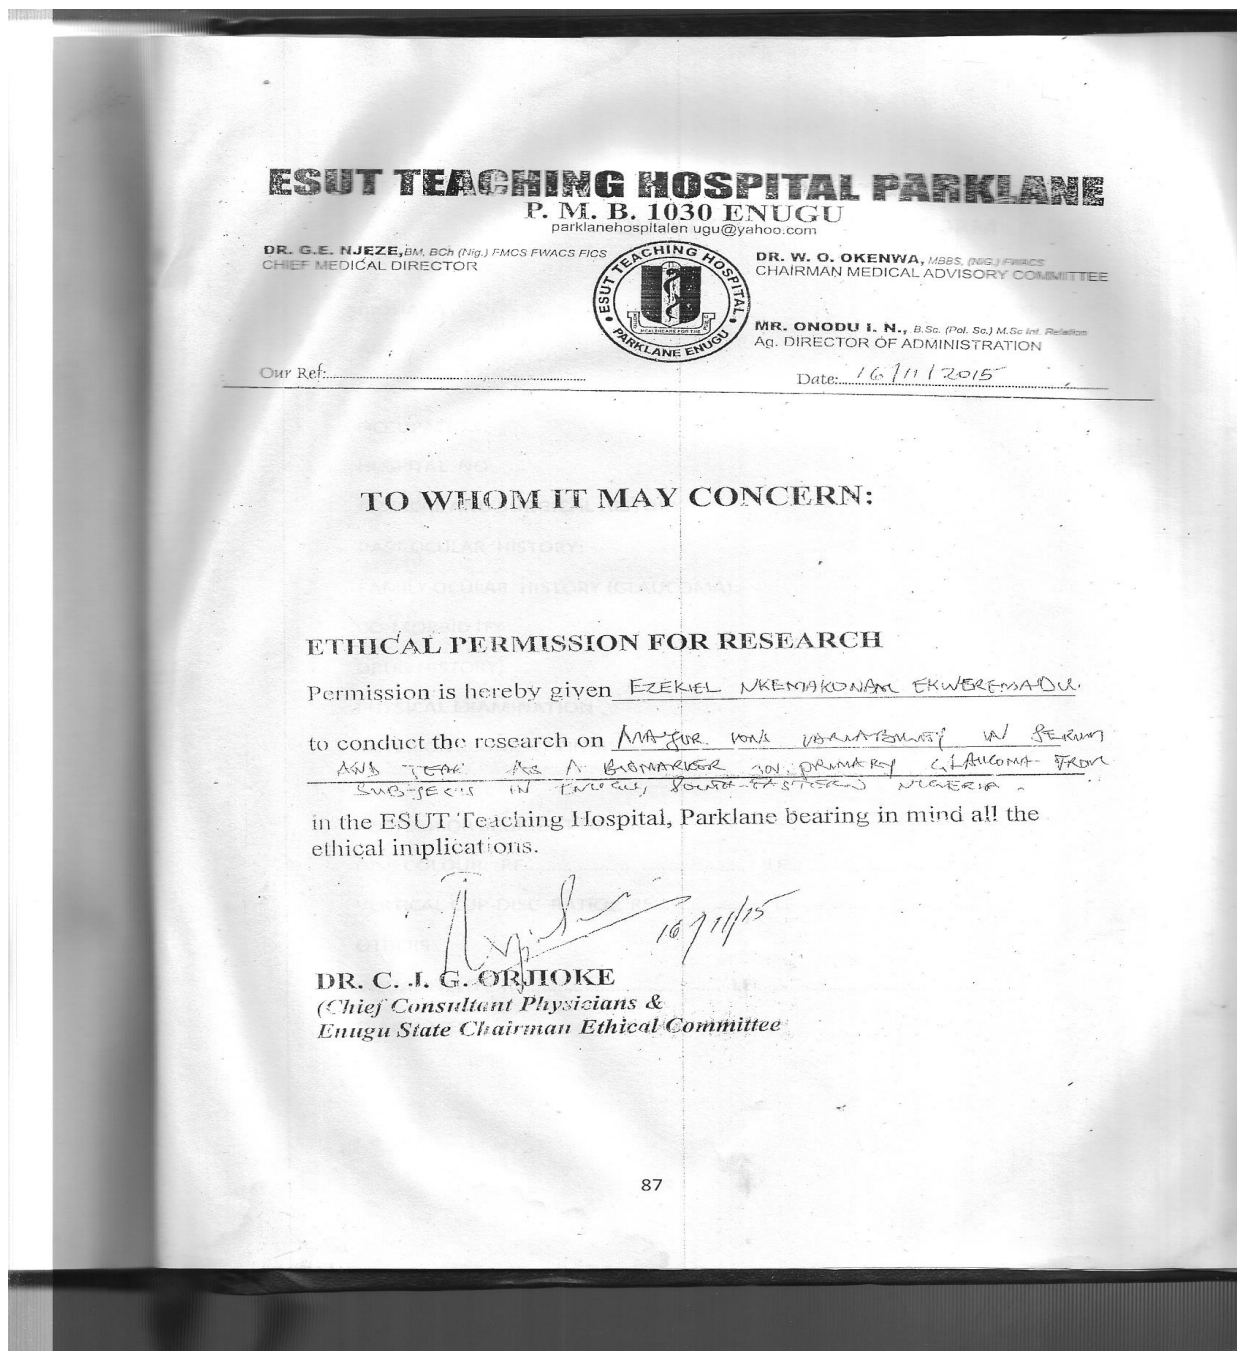 ESUT TEACHING HOSPITAL PARKLANE
P. M. B. 1030 ENUGU
parklanehospitalen ugu@yahoo.com
DR. G.E. NJEZE, BM, BCh (Nig.) FMCS FWACS FICS
CHIEF MEDICAL DIRECTOR
ESUT TEACHING HOSPITAL
PARKLANE ENUGU
DR. W. O. OKENWA, MBBS, (NIG.) FWACS
CHAIRMAN MEDICAL ADVISORY COMMITTEE
MR. ONODU I. N., B.Sc. (Pol. Sc.) M.Sc Int. Relation
Ag. DIRECTOR OF ADMINISTRATION
Our Ref:
Date: 16/11/2015
TO WHOM IT MAY CONCERN:
ETHICAL PERMISSION FOR RESEARCH
Permission is hereby given EZEKIEL NKEMAKONAM EKWEREMADU.
to conduct the research on MAJOR IONS VARIABILITY IN SERUM
AND TEAR AS A BIOMARKER IN PRIMARY GLAUCOMA FROM
SUBJECTS IN ENUGU, SOUTH-EASTERN NIGERIA.
in the ESUT Teaching Hospital, Parklane bearing in mind all the
ethical implications.
16/11/15
DR. C. J. G. ORJIOKE
(Chief Consultant Physicians &
Enugu State Chairman Ethical Committee
87